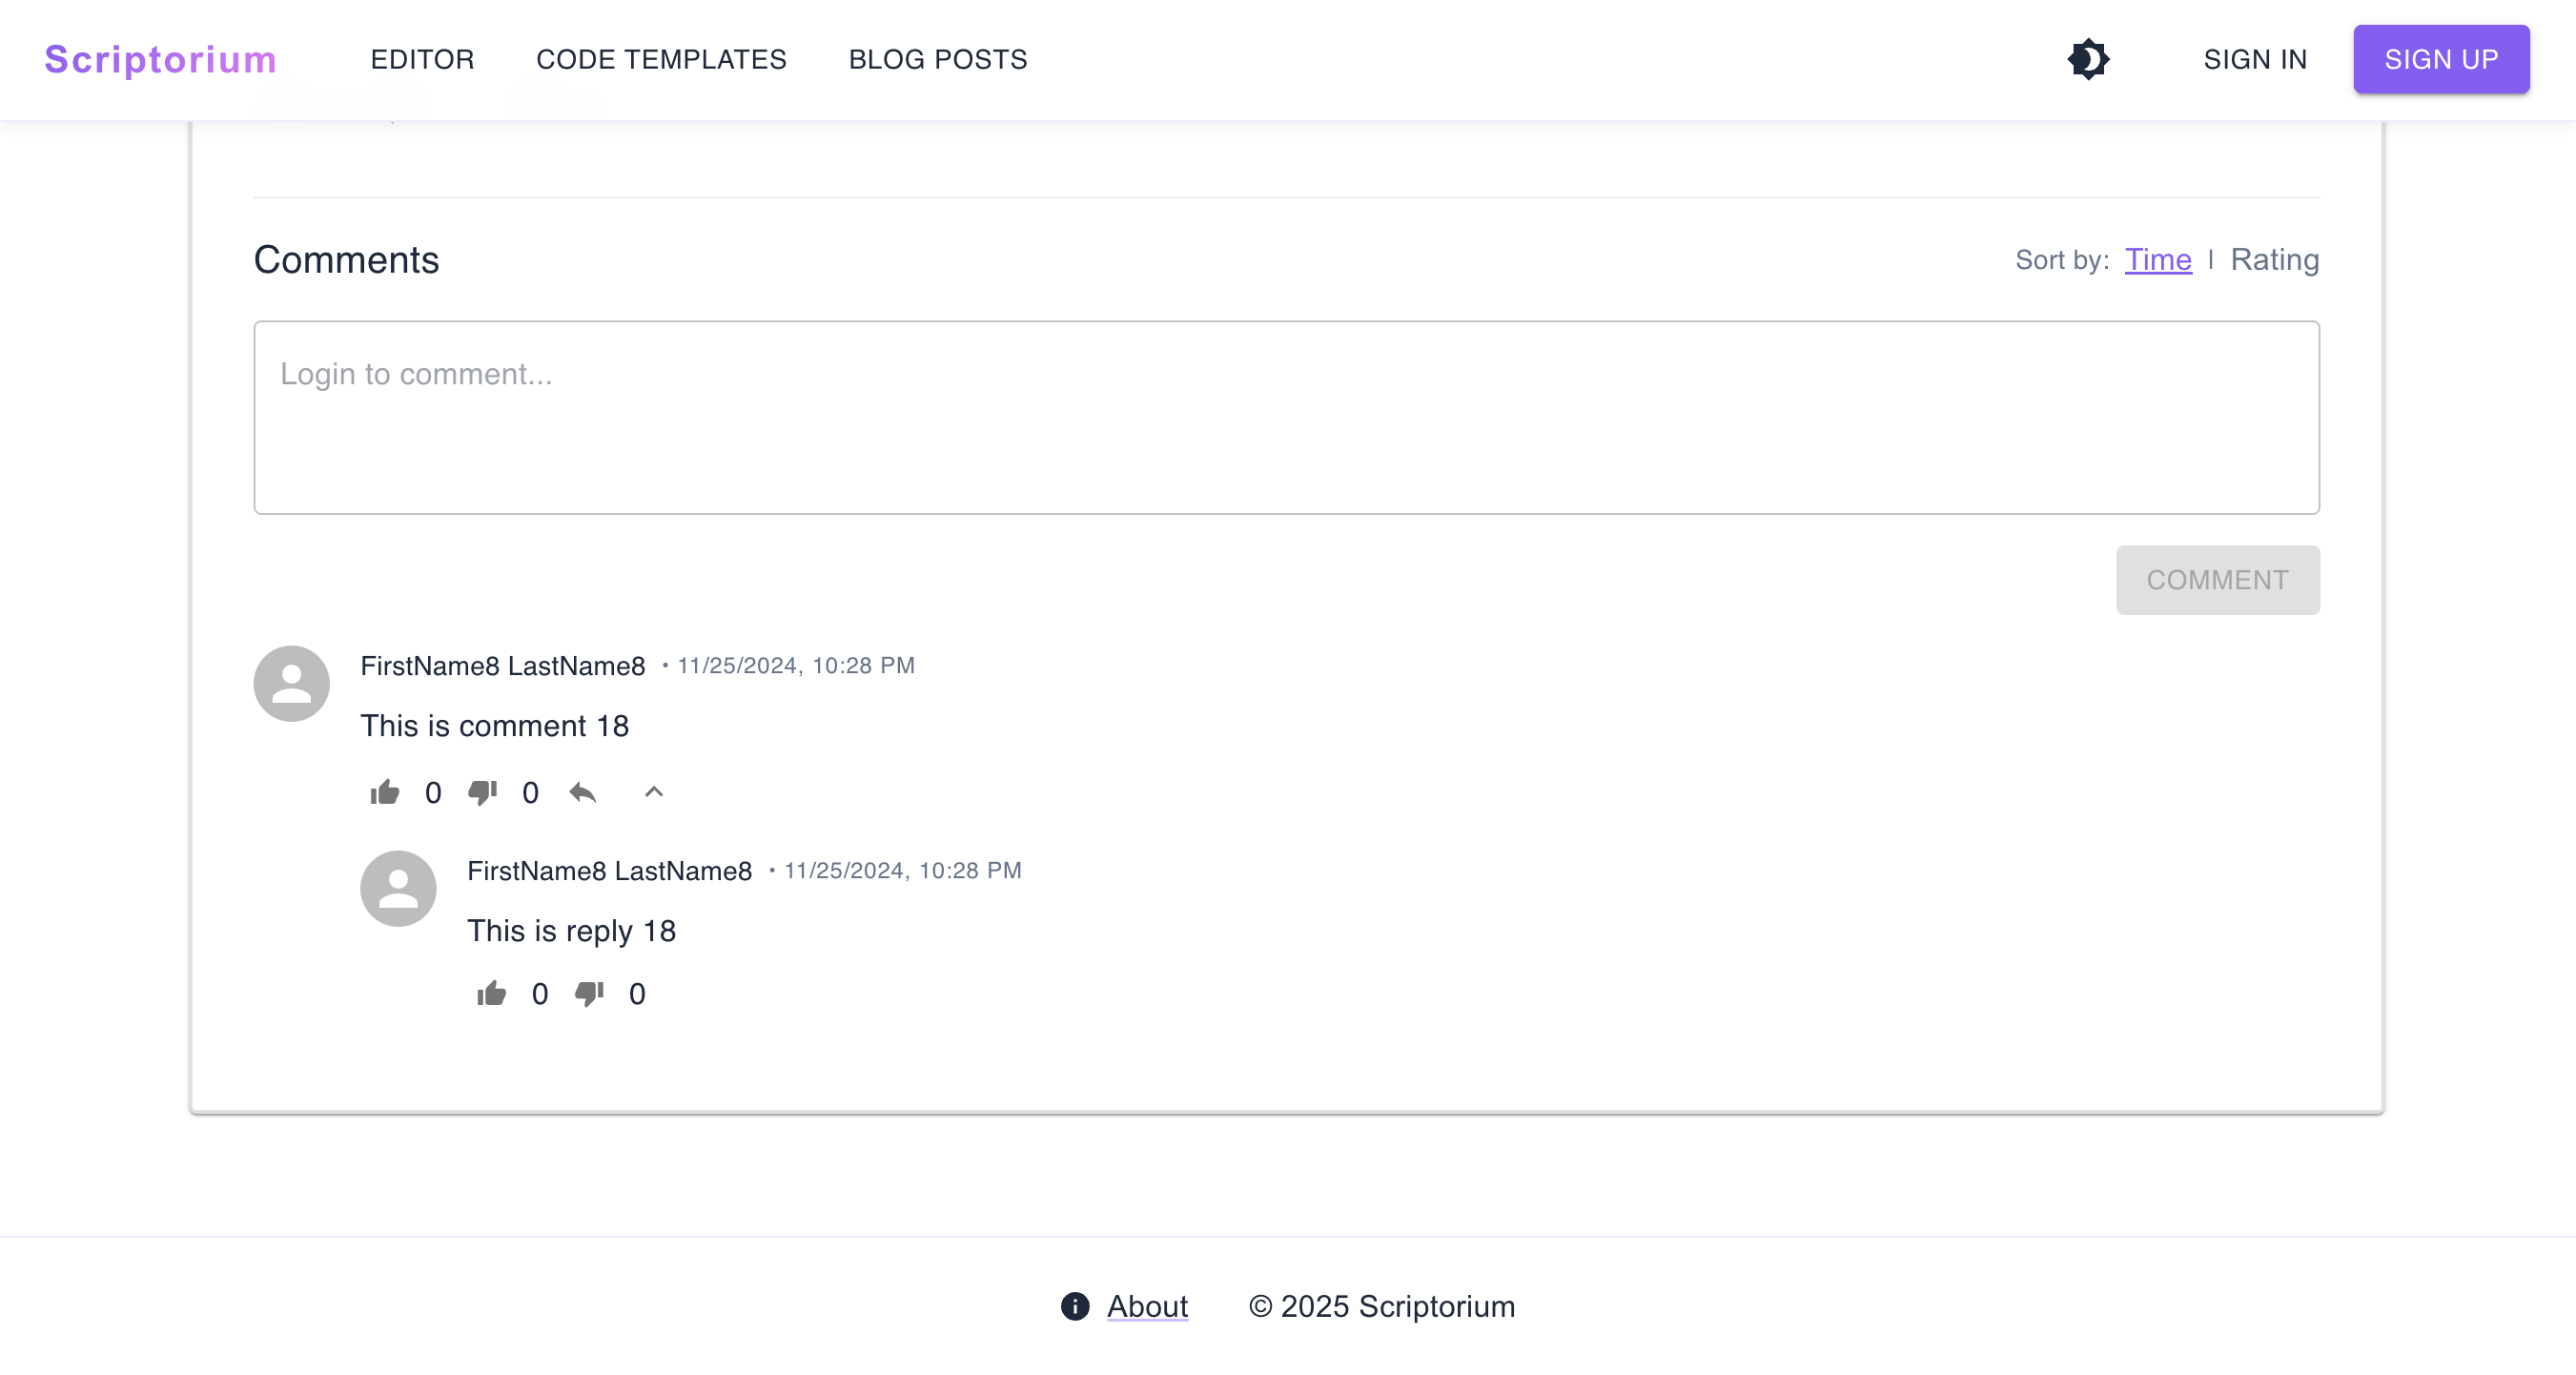 Scriptorium EDITOR CODE TEMPLATES BLOG POSTS SIGN IN SIGN UP
Comments Sort by: Time | Rating
Login to comment...
COMMENT
FirstName8 LastName8 • 11/25/2024, 10:28 PM
This is comment 18
0 0
FirstName8 LastName8 • 11/25/2024, 10:28 PM
This is reply 18
0 0
About © 2025 Scriptorium